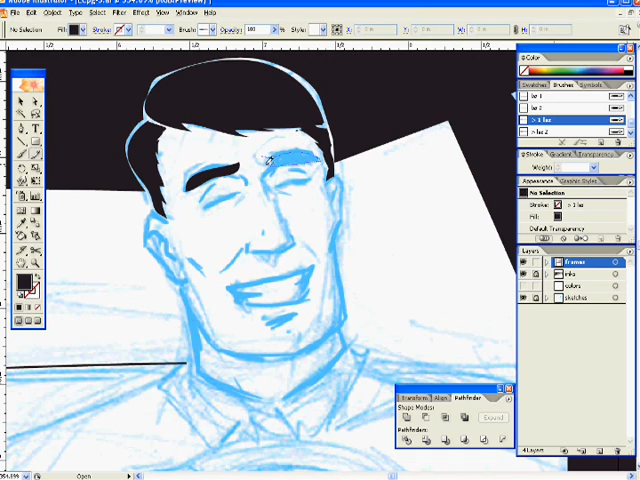 File Edit Object Type Select Filter Effect View Window Help
No Selection Fill: Stroke: Brush: Opacity: 100 Style:
Color
Swatches Brushes Symbols
Stroke Gradient Transparency
Weight:
Appearance Graphic Styles
No Selection
Stroke:
Fill:
Default Transparency
Layers
frames
inks
colors
sketches
4 Layers
Transform Align Pathfinder
Shape Modes:
Expand
Pathfinders:
Open